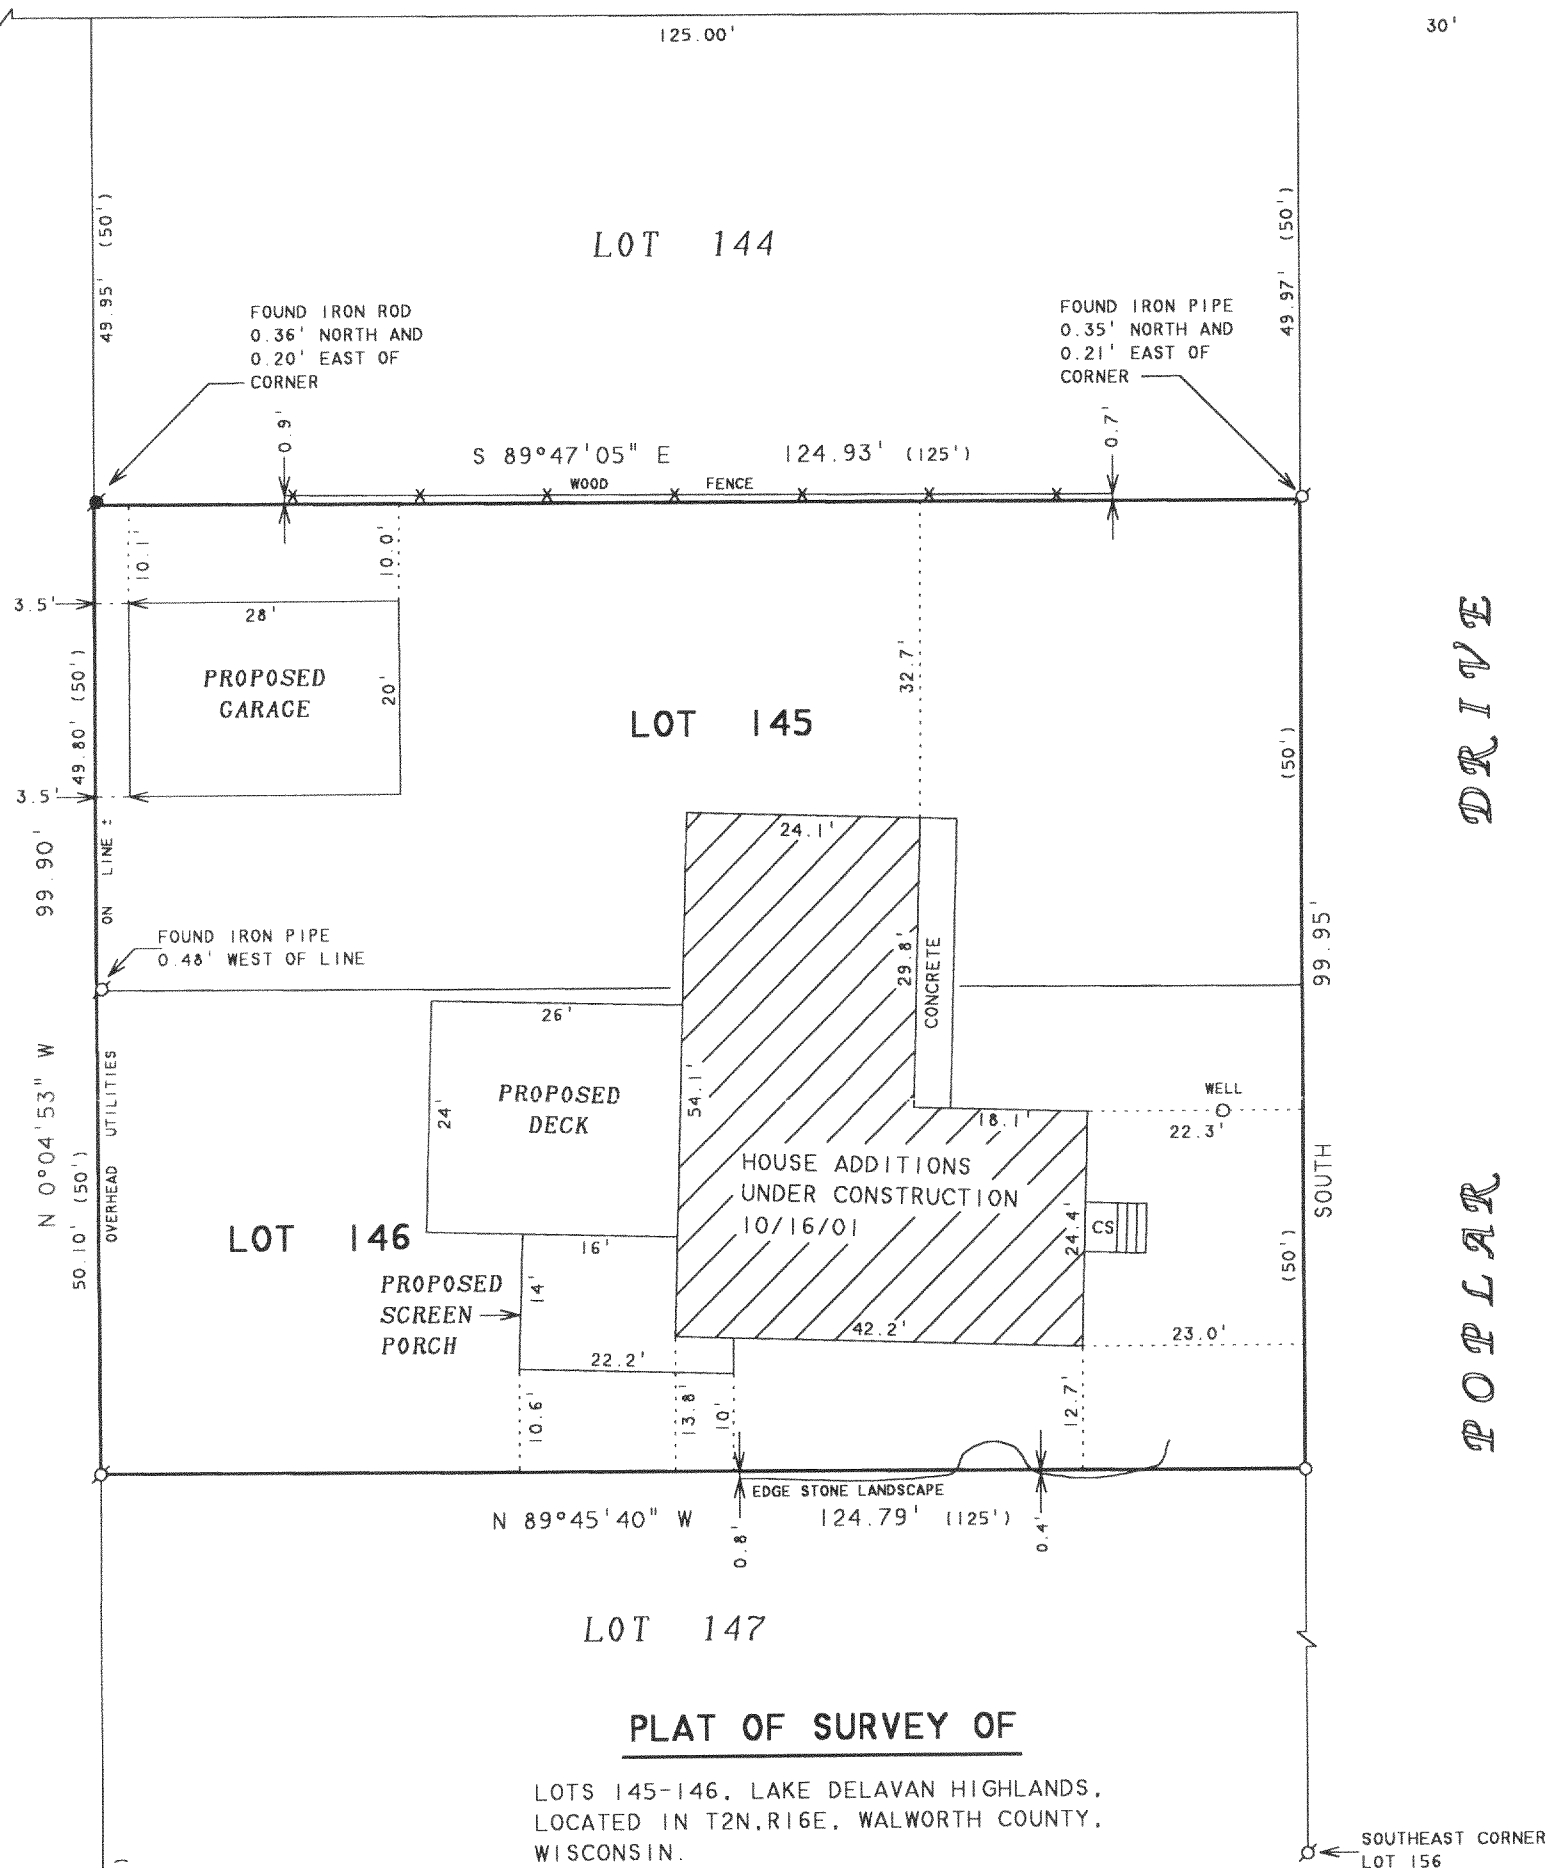 125.00'
30'
49.95' (50')
49.97' (50')
LOT 144
FOUND IRON ROD
0.36' NORTH AND
0.20' EAST OF
CORNER
FOUND IRON PIPE
0.35' NORTH AND
0.21' EAST OF
CORNER
0.9'
0.7'
S 89°47'05" E 124.93' (125')
WOOD FENCE
10.1'
10.0'
3.5'
28'
PROPOSED
GARAGE
20'
3.5'
49.80' (50')
32.7'
LOT 145
(50')
DRIVE
24.1'
99.90'
ON LINE ±
FOUND IRON PIPE
0.48' WEST OF LINE
29.8'
CONCRETE
99.95'
26'
PROPOSED
DECK
24'
54.1'
WELL
18.1'
22.3'
N 0°04'53" W
OVERHEAD UTILITIES
50.10' (50')
HOUSE ADDITIONS
UNDER CONSTRUCTION
10/16/01
24.4'
CS
SOUTH
(50')
LOT 146
16'
PROPOSED
SCREEN
PORCH
14'
42.2'
23.0'
22.2'
10.6'
13.8'
10'
12.7'
POPLAR
EDGE STONE LANDSCAPE
N 89°45'40" W 124.79' (125')
0.8'
0.4'
LOT 147
PLAT OF SURVEY OF
LOTS 145-146, LAKE DELAVAN HIGHLANDS,
LOCATED IN T2N,R16E, WALWORTH COUNTY,
WISCONSIN.
SOUTHEAST CORNER
LOT 156